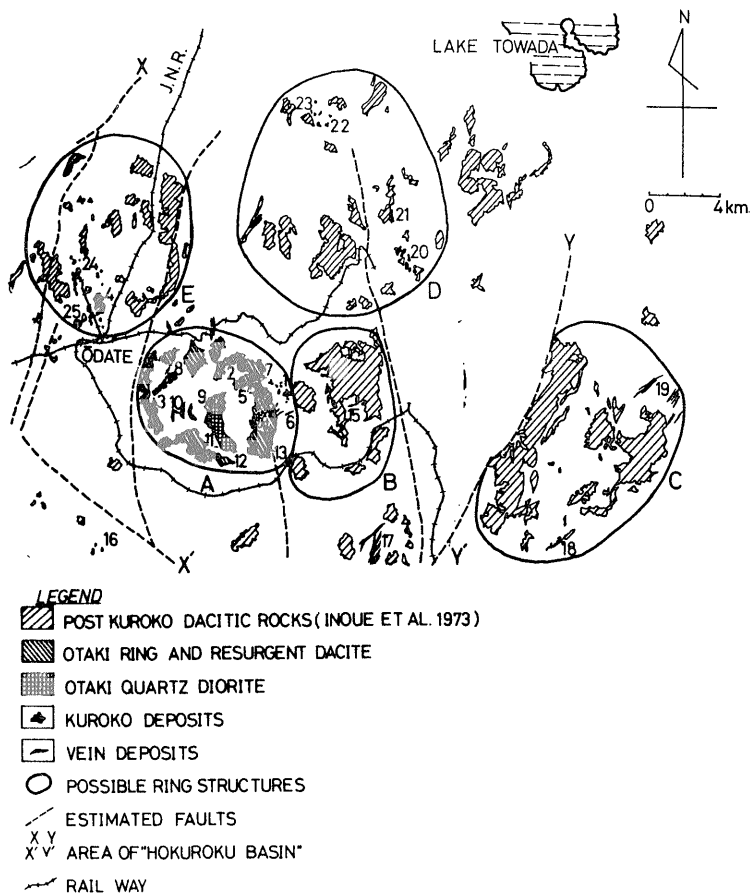 N
LAKE TOWADA
X
J.N.R.
23
22
0 4 km.
21
20
Y
24
4
E
D
25
ŌDATE
8
2
7
19
3
10
9
5
6
15
11
12
13
A
B
C
16
17
18
X'
Y'
LEGEND
POST KUROKO DACITIC ROCKS (INOUE ET AL. 1973)
OTAKI RING AND RESURGENT DACITE
OTAKI QUARTZ DIORITE
KUROKO DEPOSITS
VEIN DEPOSITS
POSSIBLE RING STRUCTURES
ESTIMATED FAULTS
X Y
X' Y' AREA OF "HOKUROKU BASIN"
RAIL WAY